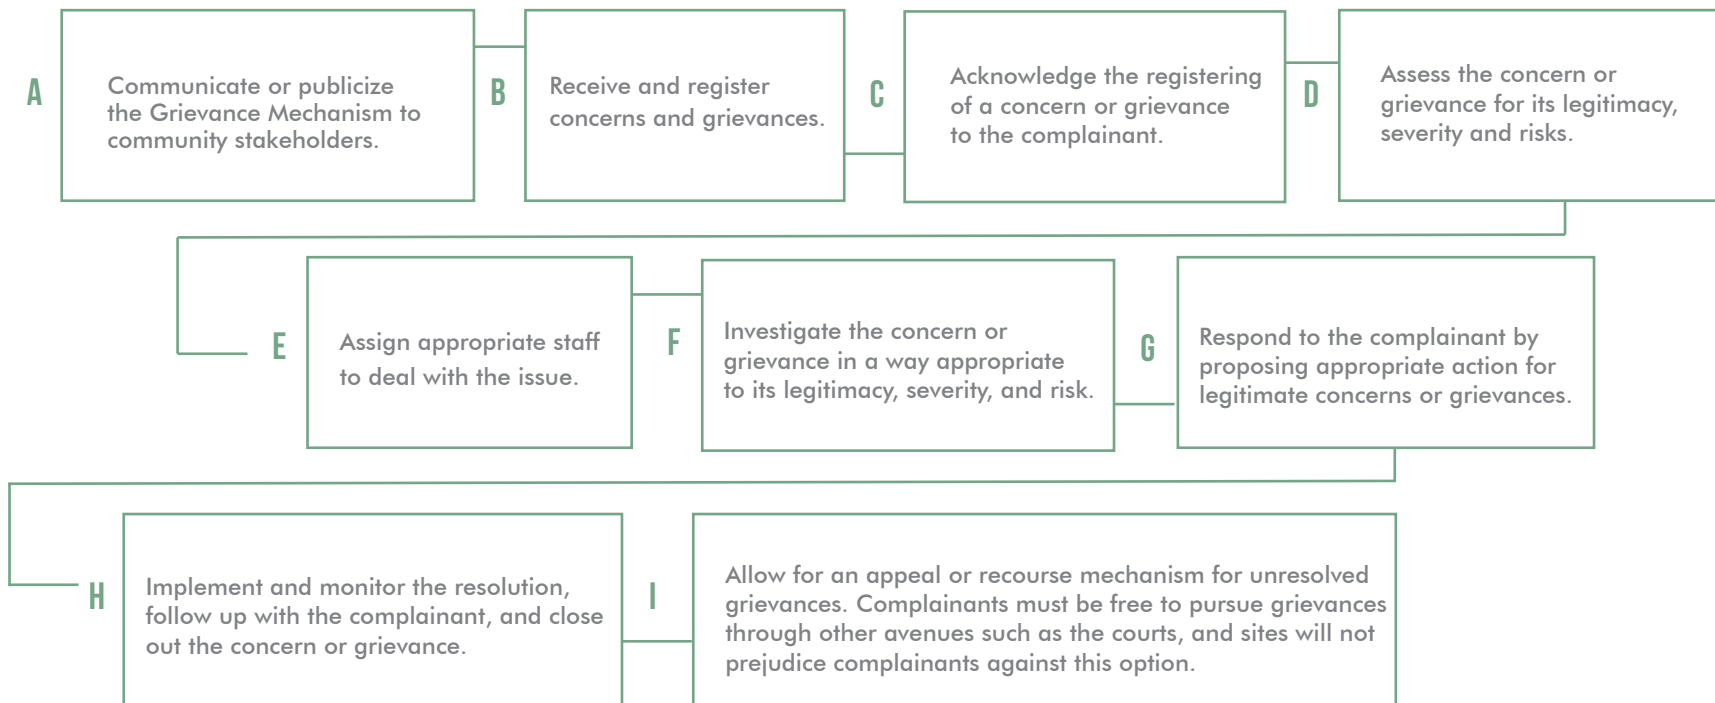 A
Communicate or publicize
the Grievance Mechanism to
community stakeholders.
B
Receive and register
concerns and grievances.
C
Acknowledge the registering
of a concern or grievance
to the complainant.
D
Assess the concern or
grievance for its legitimacy,
severity and risks.
E
Assign appropriate staff
to deal with the issue.
F
Investigate the concern or
grievance in a way appropriate
to its legitimacy, severity, and risk.
G
Respond to the complainant by
proposing appropriate action for
legitimate concerns or grievances.
H
Implement and monitor the resolution,
follow up with the complainant, and close
out the concern or grievance.
I
Allow for an appeal or recourse mechanism for unresolved
grievances. Complainants must be free to pursue grievances
through other avenues such as the courts, and sites will not
prejudice complainants against this option.